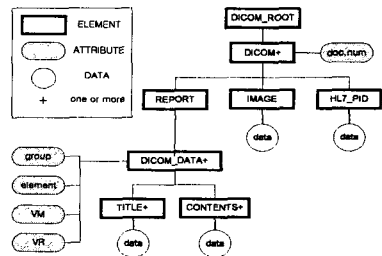 ELEMENT
ATTRIBUTE
DATA
+ one or more
DICOM_ROOT
DICOM+
doc.num
REPORT
IMAGE
HL7_PID
data
data
group
element
VM
VR
DICOM_DATA+
TITLE+
CONTENTS+
data
data